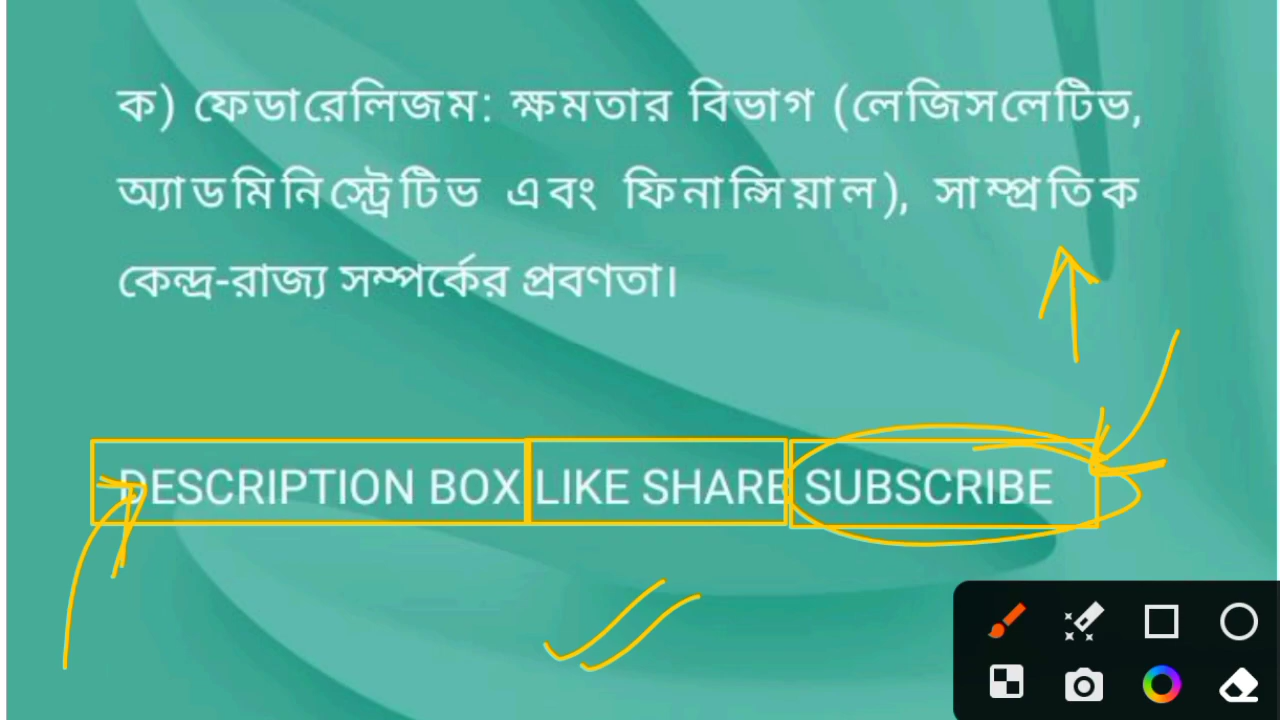 ক) ফেডারেলিজম: ক্ষমতার বিভাগ (লেজিসলেটিভ,
অ্যাডমিনিস্ট্রেটিভ এবং ফিনান্সিয়াল), সাম্প্রতিক
কেন্দ্র-রাজ্য সম্পর্কের প্রবণতা।
DESCRIPTION BOX LIKE SHARE SUBSCRIBE